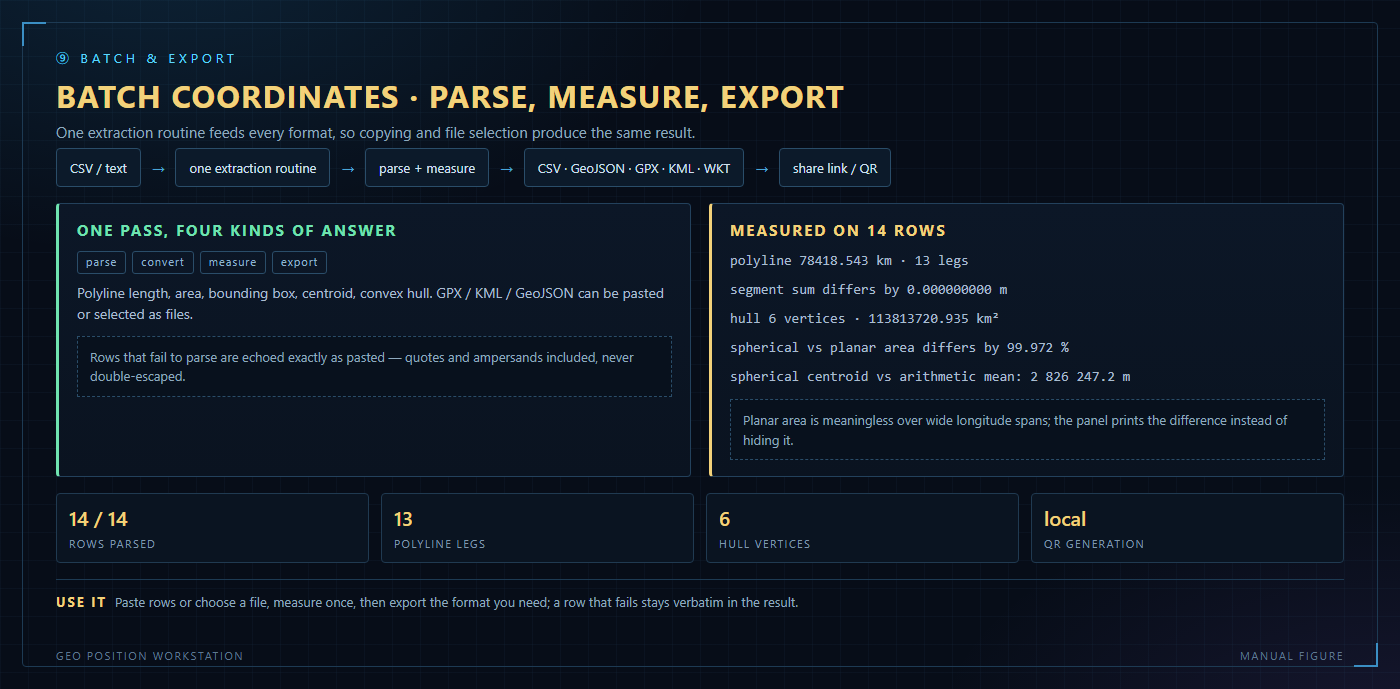 ⑨ BATCH & EXPORT
BATCH COORDINATES · PARSE, MEASURE, EXPORT
One extraction routine feeds every format, so copying and file selection produce the same result.
CSV / text → one extraction routine → parse + measure → CSV · GeoJSON · GPX · KML · WKT → share link / QR
ONE PASS, FOUR KINDS OF ANSWER
parse convert measure export
Polyline length, area, bounding box, centroid, convex hull. GPX / KML / GeoJSON can be pasted
or selected as files.
Rows that fail to parse are echoed exactly as pasted — quotes and ampersands included, never
double-escaped.
MEASURED ON 14 ROWS
polyline 78418.543 km · 13 legs
segment sum differs by 0.000000000 m
hull 6 vertices · 113813720.935 km²
spherical vs planar area differs by 99.972 %
spherical centroid vs arithmetic mean: 2 826 247.2 m
Planar area is meaningless over wide longitude spans; the panel prints the difference instead of
hiding it.
14 / 14
ROWS PARSED
13
POLYLINE LEGS
6
HULL VERTICES
local
QR GENERATION
USE IT Paste rows or choose a file, measure once, then export the format you need; a row that fails stays verbatim in the result.
GEO POSITION WORKSTATION
MANUAL FIGURE